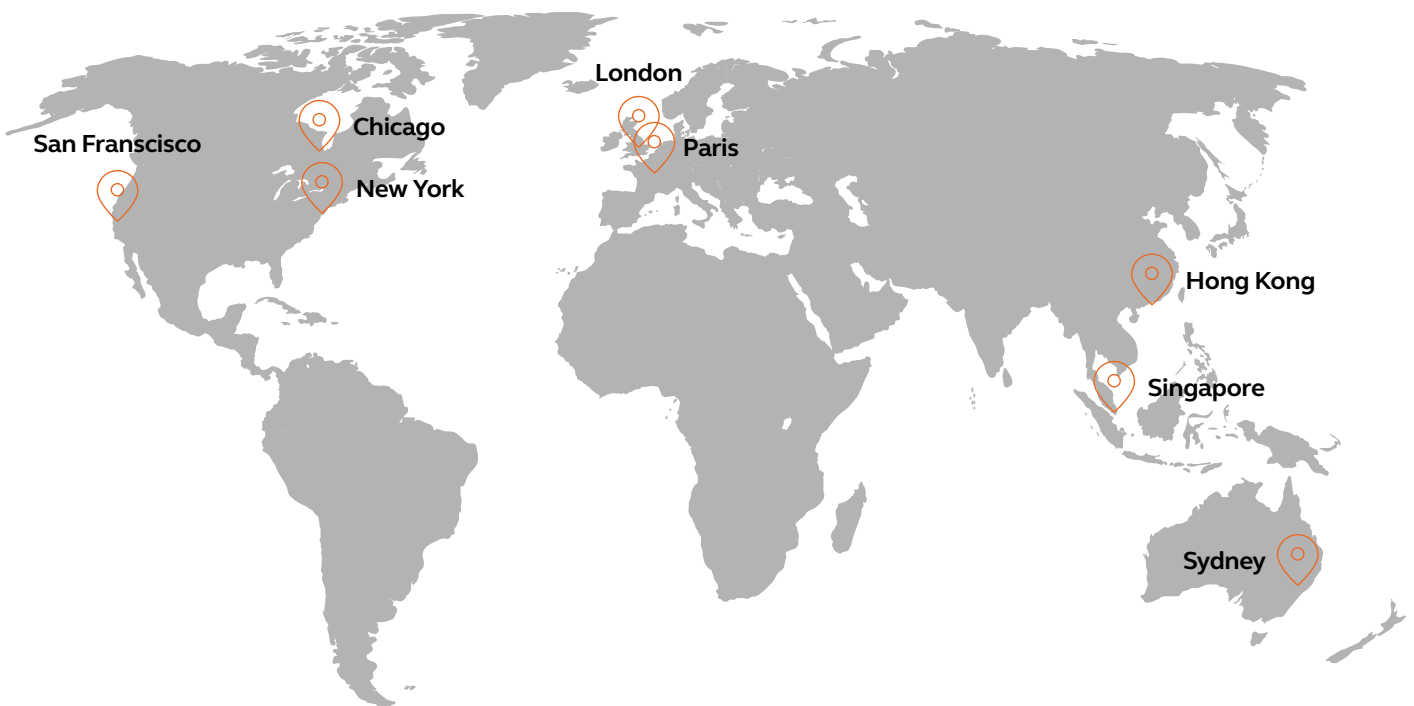 London
Chicago
San Franscisco
Paris
New York
Hong Kong
Singapore
Sydney